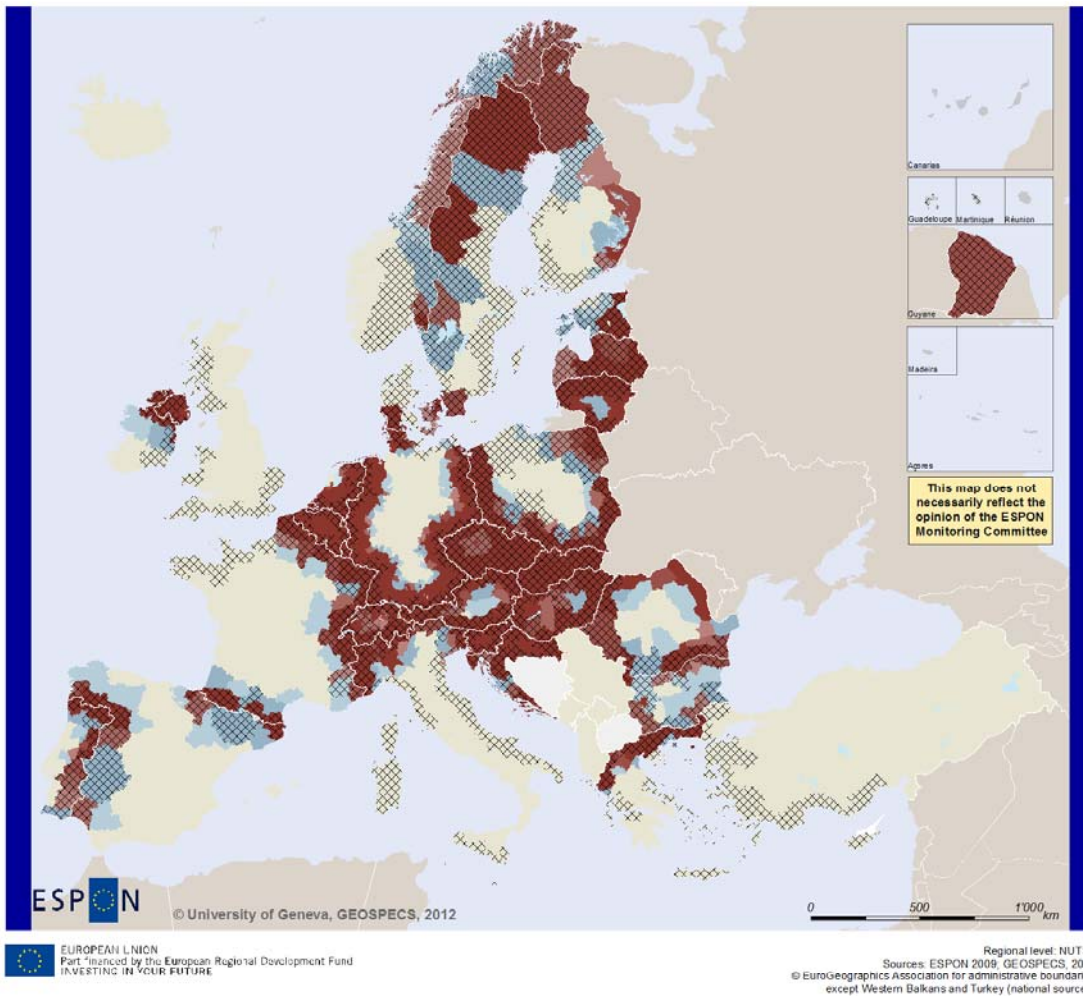 Canarias
Guadeloupe Martinique Réunion
Guyane
Madeira
Açores
This map does not
necessarily reflect the
opinion of the ESPON
Monitoring Committee
ESPON
© University of Geneva, GEOSPECS, 2012
0 500 1'000
km
EUROPEAN UNION
Part-financed by the European Regional Development Fund
INVESTING IN YOUR FUTURE
Regional level: NUT
Sources: ESPON 2009, GEOSPECS, 20
© EuroGeographics Association for administrative boundar
except Western Balkans and Turkey (national source